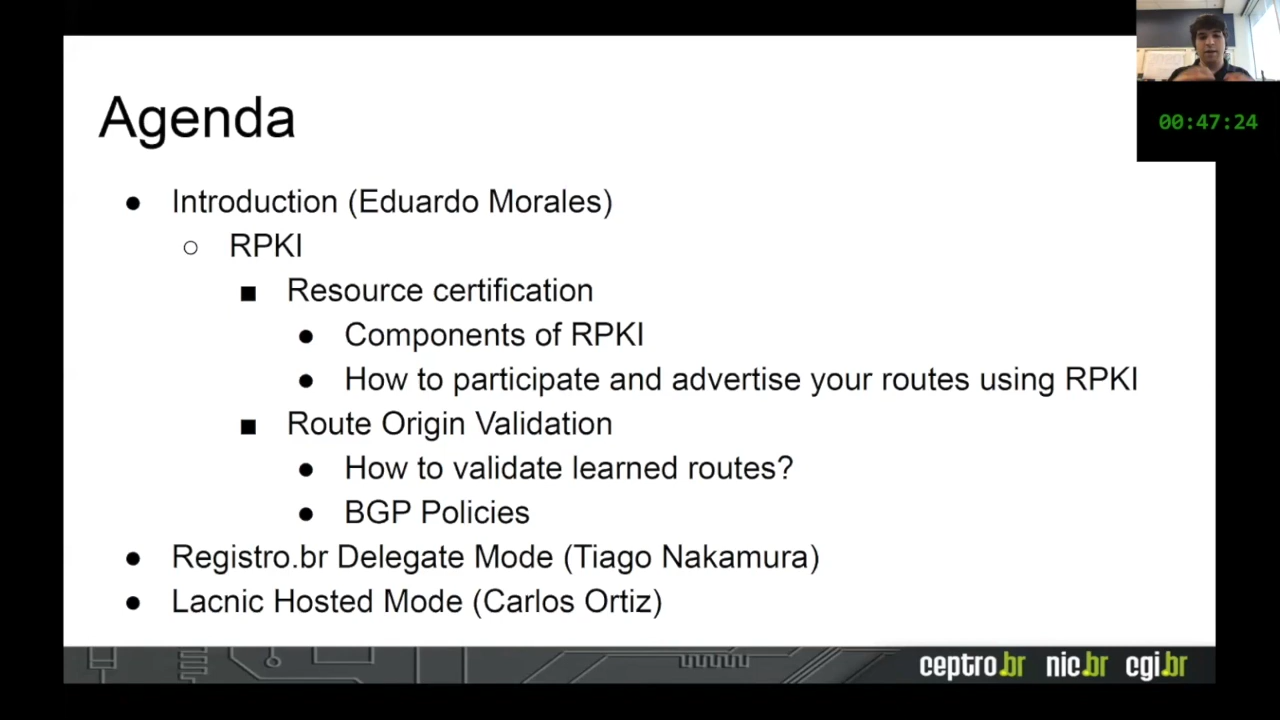 Agenda
00:47:24
● Introduction (Eduardo Morales)
○ RPKI
■ Resource certification
● Components of RPKI
● How to participate and advertise your routes using RPKI
■ Route Origin Validation
● How to validate learned routes?
● BGP Policies
● Registro.br Delegate Mode (Tiago Nakamura)
● Lacnic Hosted Mode (Carlos Ortiz)
ceptro.br nic.br cgi.br